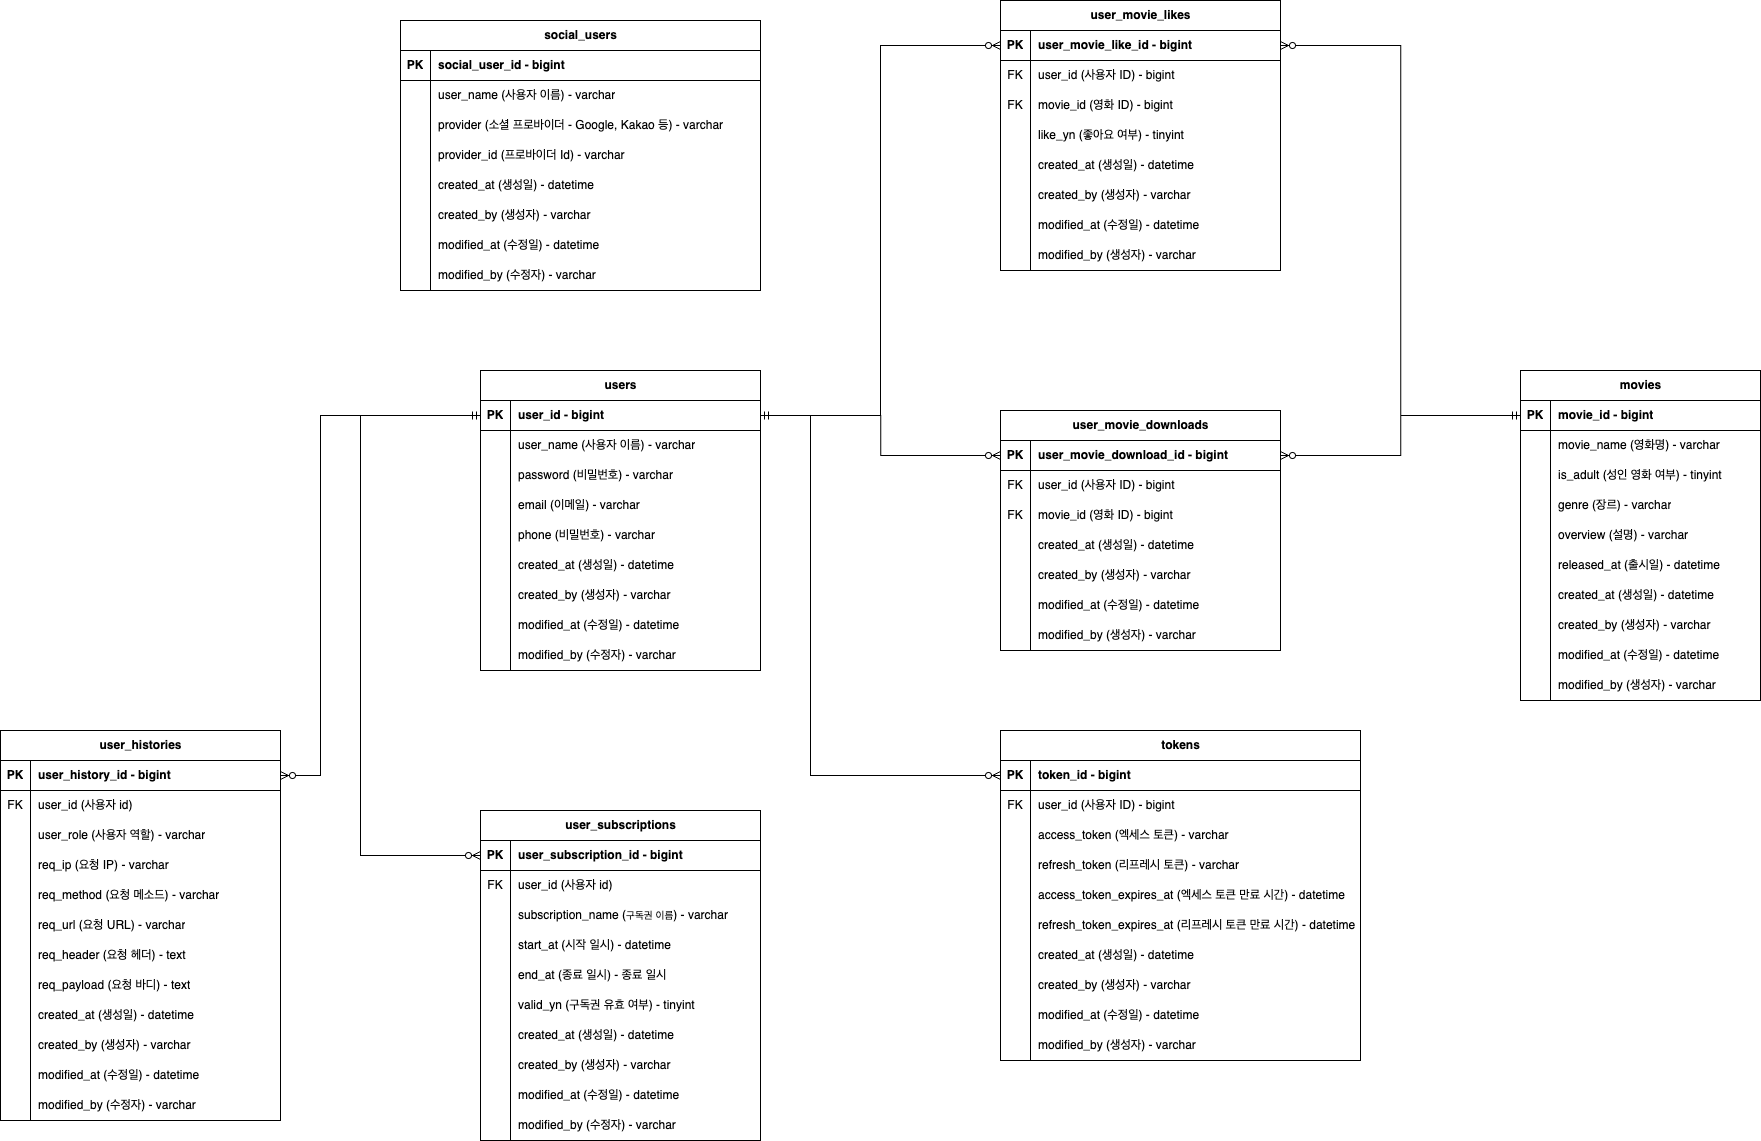 social_users
PK social_user_id - bigint
user_name (사용자 이름) - varchar
provider (소셜 프로바이더 - Google, Kakao 등) - varchar
provider_id (프로바이더 Id) - varchar
created_at (생성일) - datetime
created_by (생성자) - varchar
modified_at (수정일) - datetime
modified_by (수정자) - varchar
user_movie_likes
PK user_movie_like_id - bigint
FK user_id (사용자 ID) - bigint
FK movie_id (영화 ID) - bigint
like_yn (좋아요 여부) - tinyint
created_at (생성일) - datetime
created_by (생성자) - varchar
modified_at (수정일) - datetime
modified_by (생성자) - varchar
users
PK user_id - bigint
user_name (사용자 이름) - varchar
password (비밀번호) - varchar
email (이메일) - varchar
phone (비밀번호) - varchar
created_at (생성일) - datetime
created_by (생성자) - varchar
modified_at (수정일) - datetime
modified_by (수정자) - varchar
user_movie_downloads
PK user_movie_download_id - bigint
FK user_id (사용자 ID) - bigint
FK movie_id (영화 ID) - bigint
created_at (생성일) - datetime
created_by (생성자) - varchar
modified_at (수정일) - datetime
modified_by (생성자) - varchar
movies
PK movie_id - bigint
movie_name (영화명) - varchar
is_adult (성인 영화 여부) - tinyint
genre (장르) - varchar
overview (설명) - varchar
released_at (출시일) - datetime
created_at (생성일) - datetime
created_by (생성자) - varchar
modified_at (수정일) - datetime
modified_by (생성자) - varchar
user_histories
PK user_history_id - bigint
FK user_id (사용자 id)
user_role (사용자 역할) - varchar
req_ip (요청 IP) - varchar
req_method (요청 메소드) - varchar
req_url (요청 URL) - varchar
req_header (요청 헤더) - text
req_payload (요청 바디) - text
created_at (생성일) - datetime
created_by (생성자) - varchar
modified_at (수정일) - datetime
modified_by (수정자) - varchar
user_subscriptions
PK user_subscription_id - bigint
FK user_id (사용자 id)
subscription_name (구독권 이름) - varchar
start_at (시작 일시) - datetime
end_at (종료 일시) - 종료 일시
valid_yn (구독권 유효 여부) - tinyint
created_at (생성일) - datetime
created_by (생성자) - varchar
modified_at (수정일) - datetime
modified_by (수정자) - varchar
tokens
PK token_id - bigint
FK user_id (사용자 ID) - bigint
access_token (엑세스 토큰) - varchar
refresh_token (리프레시 토큰) - varchar
access_token_expires_at (엑세스 토큰 만료 시간) - datetime
refresh_token_expires_at (리프레시 토큰 만료 시간) - datetime
created_at (생성일) - datetime
created_by (생성자) - varchar
modified_at (수정일) - datetime
modified_by (생성자) - varchar